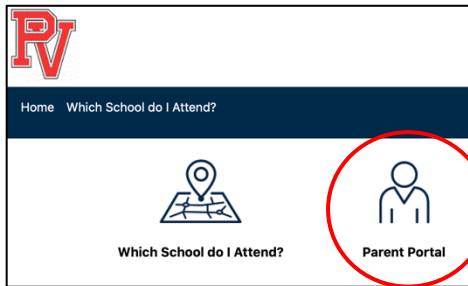 PV
Home Which School do I Attend?
Which School do I Attend? Parent Portal